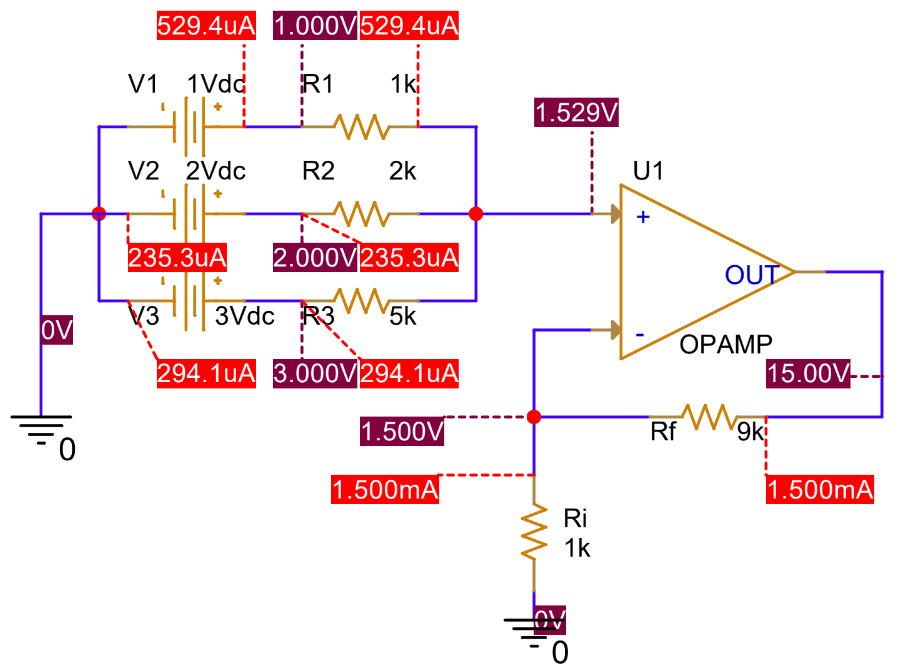 529.4uA 1.000V 529.4uA
V1 1Vdc R1 1k
1.529V
V2 2Vdc R2 2k
U1
+
235.3uA 2.000V 235.3uA
OUT
V3 3Vdc R3 5k
0V
-
OPAMP
294.1uA 3.000V 294.1uA
15.00V
0
1.500V
Rf 9k
1.500mA
1.500mA
Ri
1k
0V
0